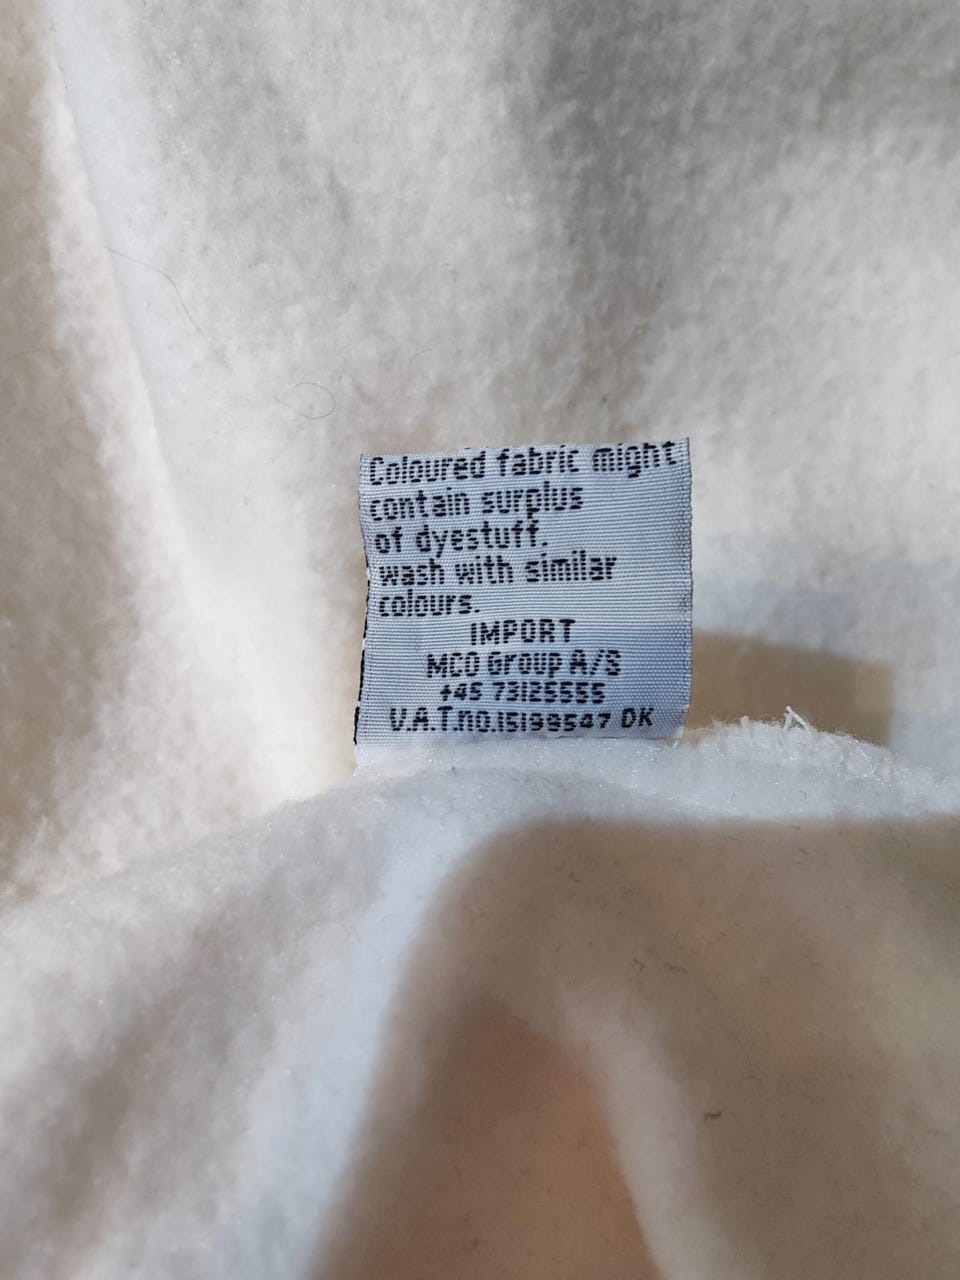 Coloured fabric might
contain surplus
of dyestuff.
wash with similar
colours.
IMPORT
MCO Group A/S
+45 73125555
V.A.T.no.15199547 DK